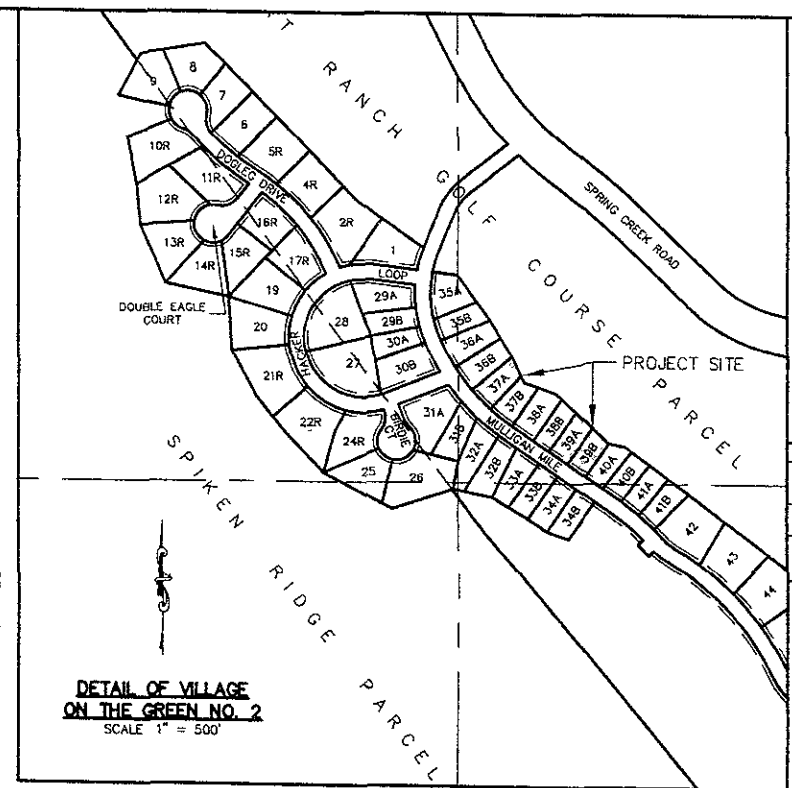 T RANCH GOLF COURSE PARCEL
SPRING CREEK ROAD
8
9
7
6
10R
5R
DOGLEG DRIVE
4R
11R
12R
2R
16R
1
13R
15R
17R
14R
LOOP
35A
19
29A
DOUBLE EAGLE
COURT
28
29B
35B
20
30A
36A
HACKER
27
30B
36B
PROJECT SITE
37A
21R
37B
31A
38A
BIRDIE
CT
38B
22R
31B
MULLIGAN MILE
39A
24R
39B
32A
40A
25
26
32B
40B
33A
41A
33B
41B
34A
42
34B
43
44
SPIKEN RIDGE PARCEL
DETAIL OF VILLAGE
ON THE GREEN NO. 2
SCALE 1" = 500'